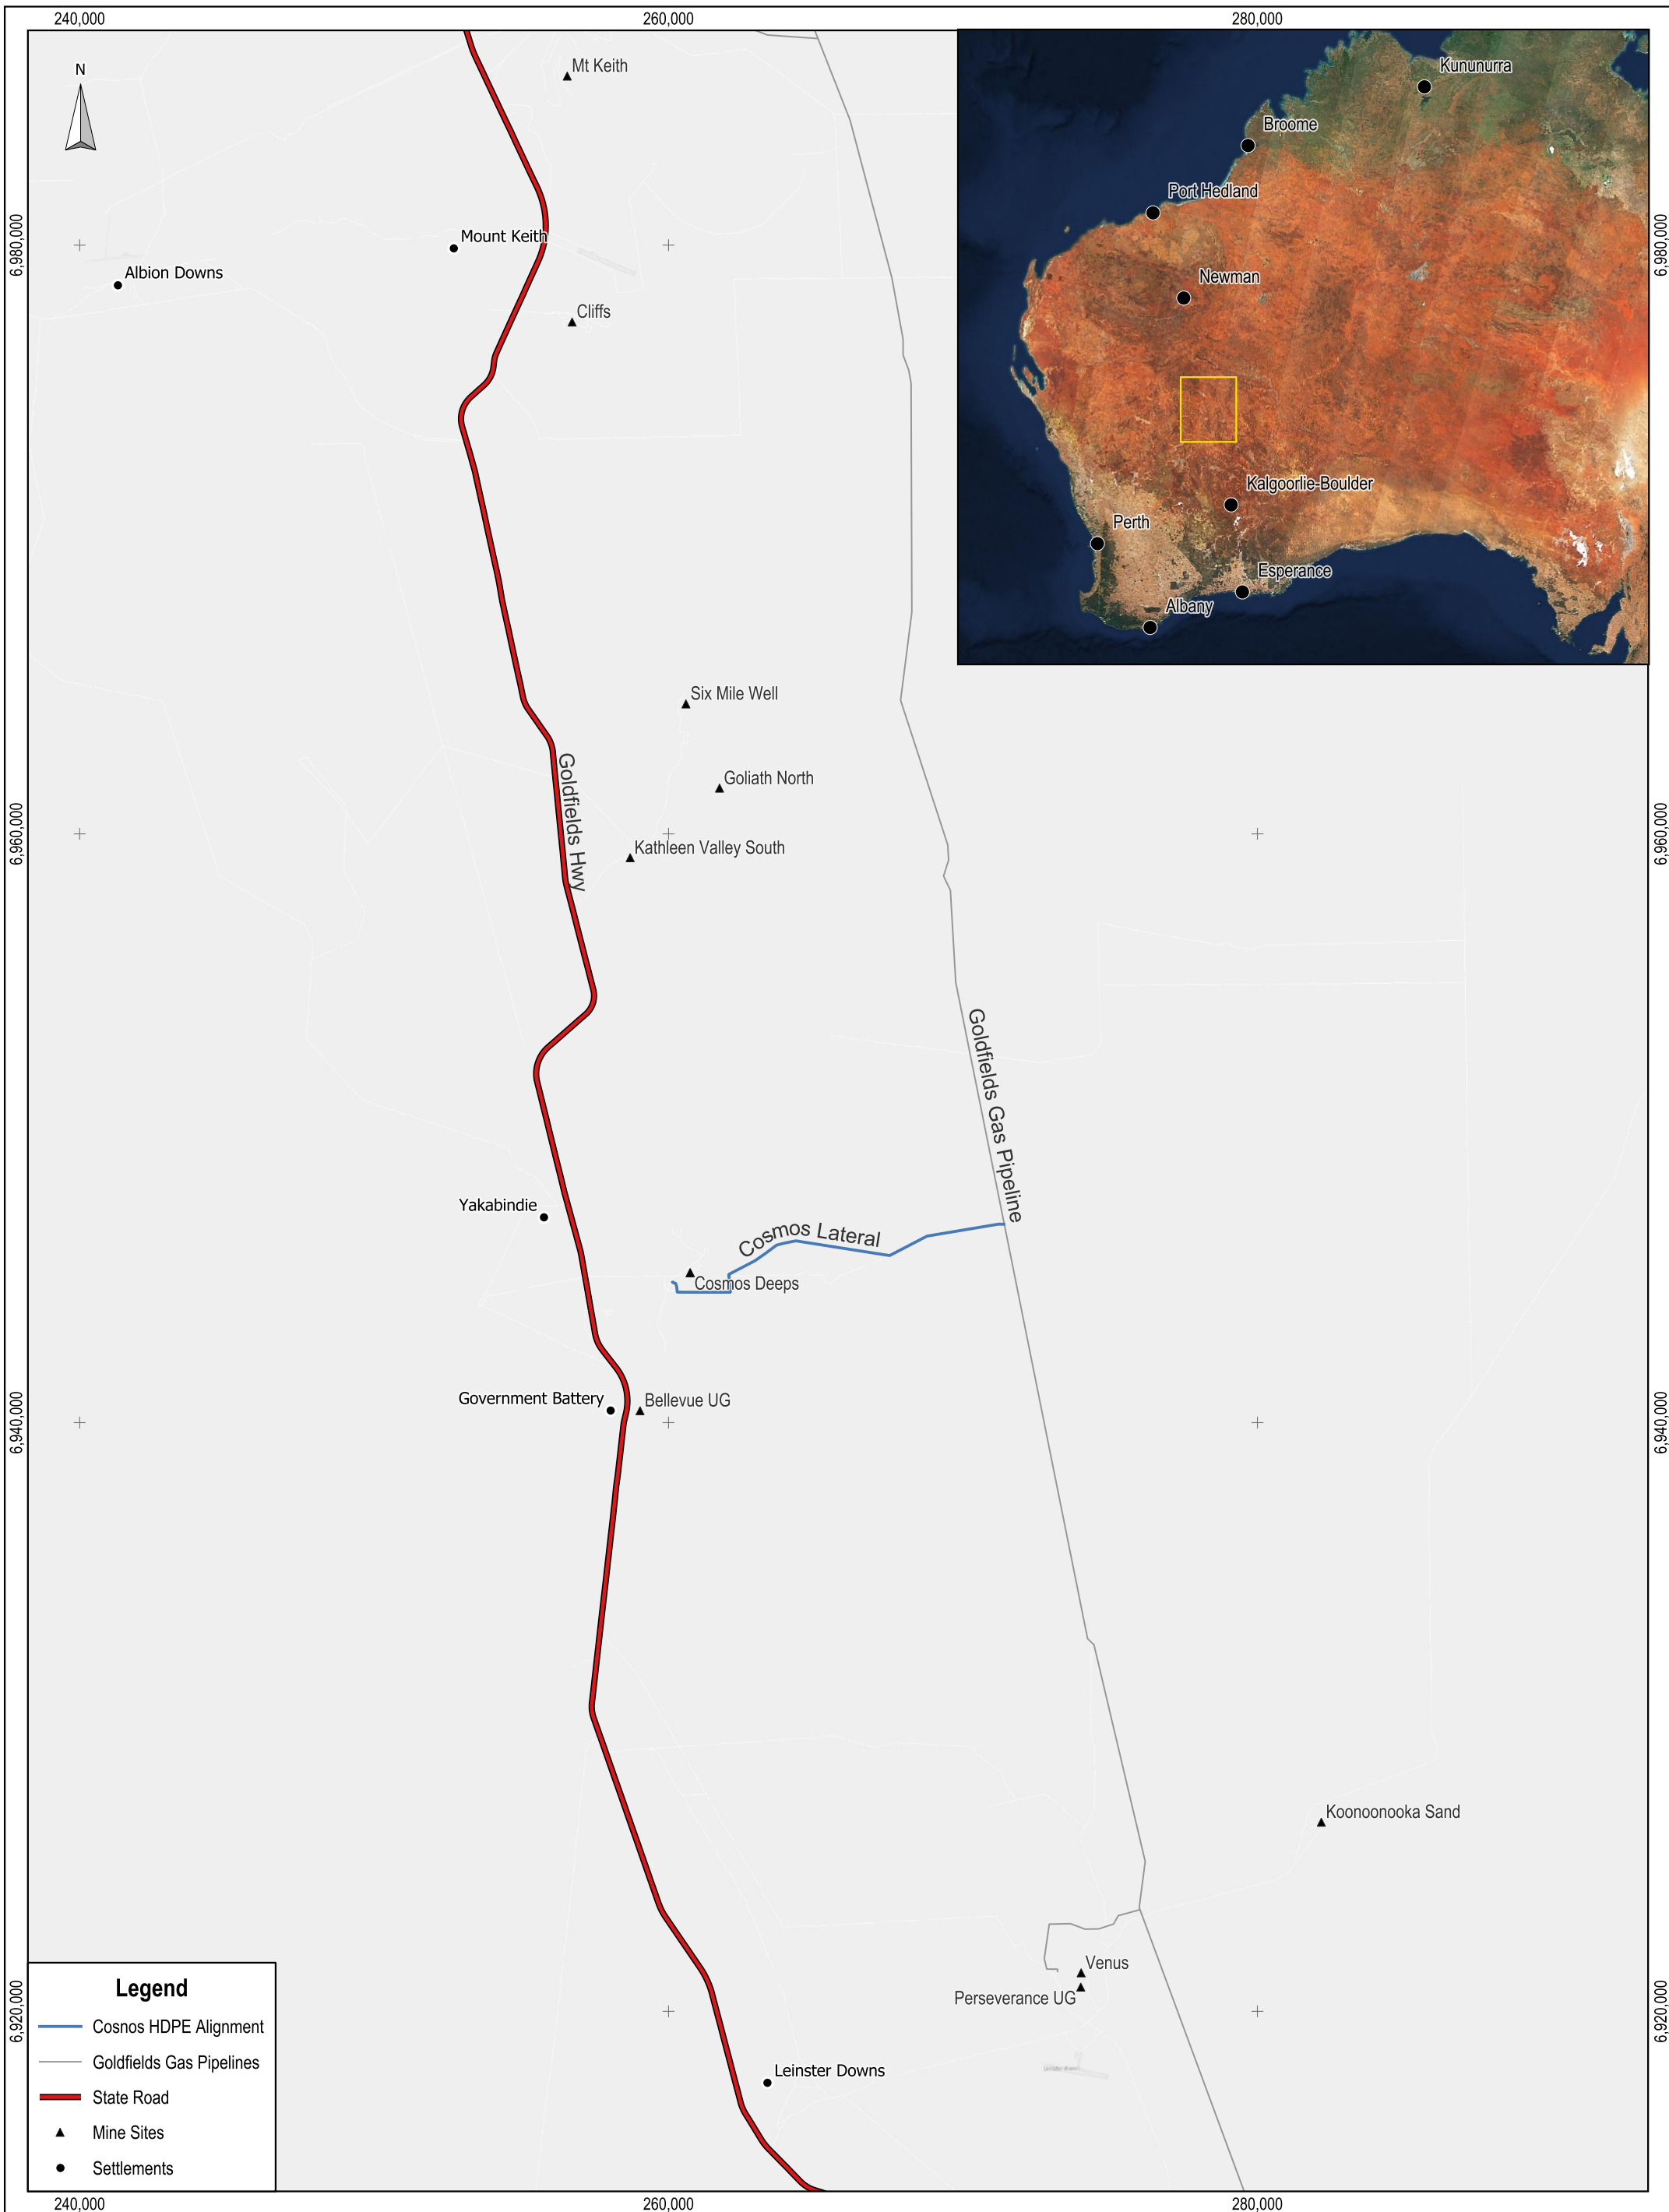 240,000
260,000
280,000
N
Mt Keith
Kununurra
Broome
Port Hedland
6,980,000
6,980,000
Mount Keith
Albion Downs
Newman
Cliffs
Kalgoorlie-Boulder
Perth
Esperance
Albany
Six Mile Well
Goliath North
Goldfields Hwy
6,960,000
6,960,000
Kathleen Valley South
Goldfields Gas Pipeline
Yakabindie
Cosmos Lateral
Cosmos Deeps
Government Battery
Bellevue UG
6,940,000
6,940,000
Koonoonooka Sand
Venus
Perseverance UG
6,920,000
6,920,000
Leinster Downs
Legend
Cosnos HDPE Alignment
Goldfields Gas Pipelines
State Road
Mine Sites
Settlements
240,000
260,000
280,000